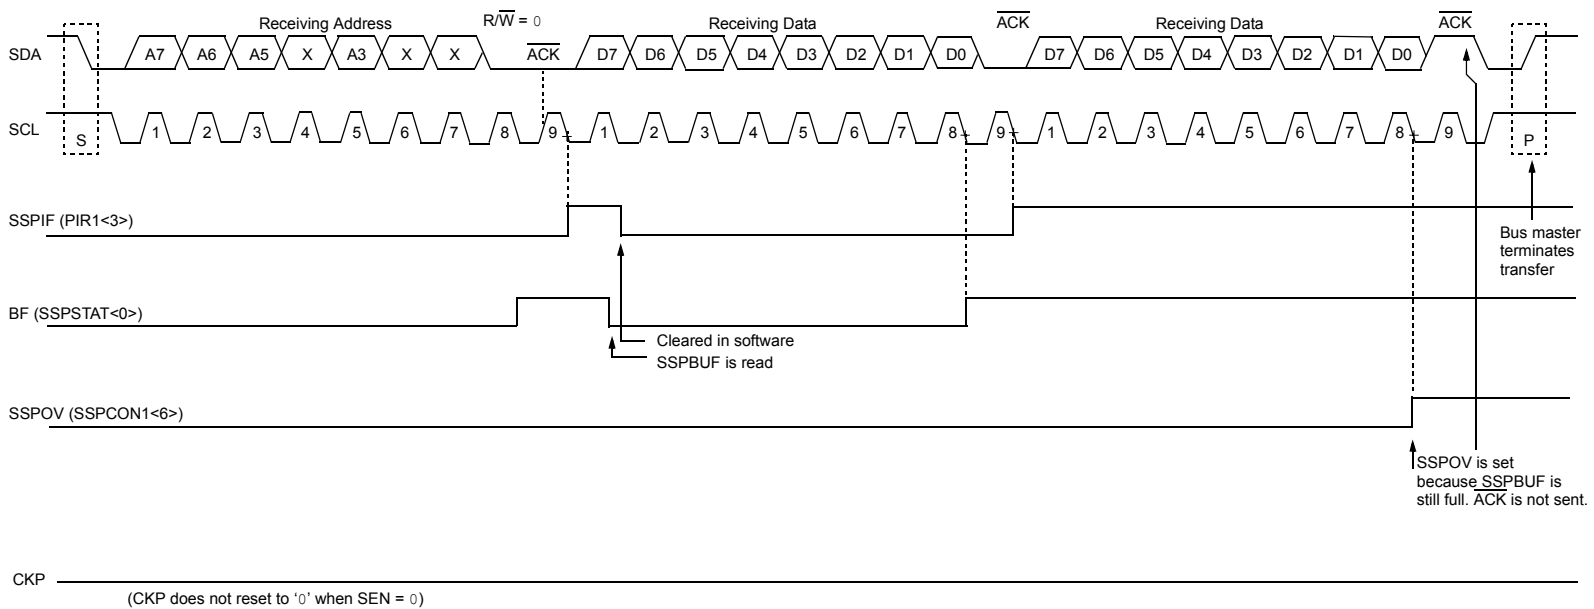 Receiving Address R/W = 0 Receiving Data ACK Receiving Data ACK
SDA A7 A6 A5 X A3 X X ACK D7 D6 D5 D4 D3 D2 D1 D0 D7 D6 D5 D4 D3 D2 D1 D0
SCL S 1 2 3 4 5 6 7 8 9 1 2 3 4 5 6 7 8 9 1 2 3 4 5 6 7 8 9 P
SSPIF (PIR1<3>)
Bus master
terminates
transfer
BF (SSPSTAT<0>)
Cleared in software
SSPBUF is read
SSPOV (SSPCON1<6>)
SSPOV is set
because SSPBUF is
still full. ACK is not sent.
CKP
(CKP does not reset to ‘0’ when SEN = 0)